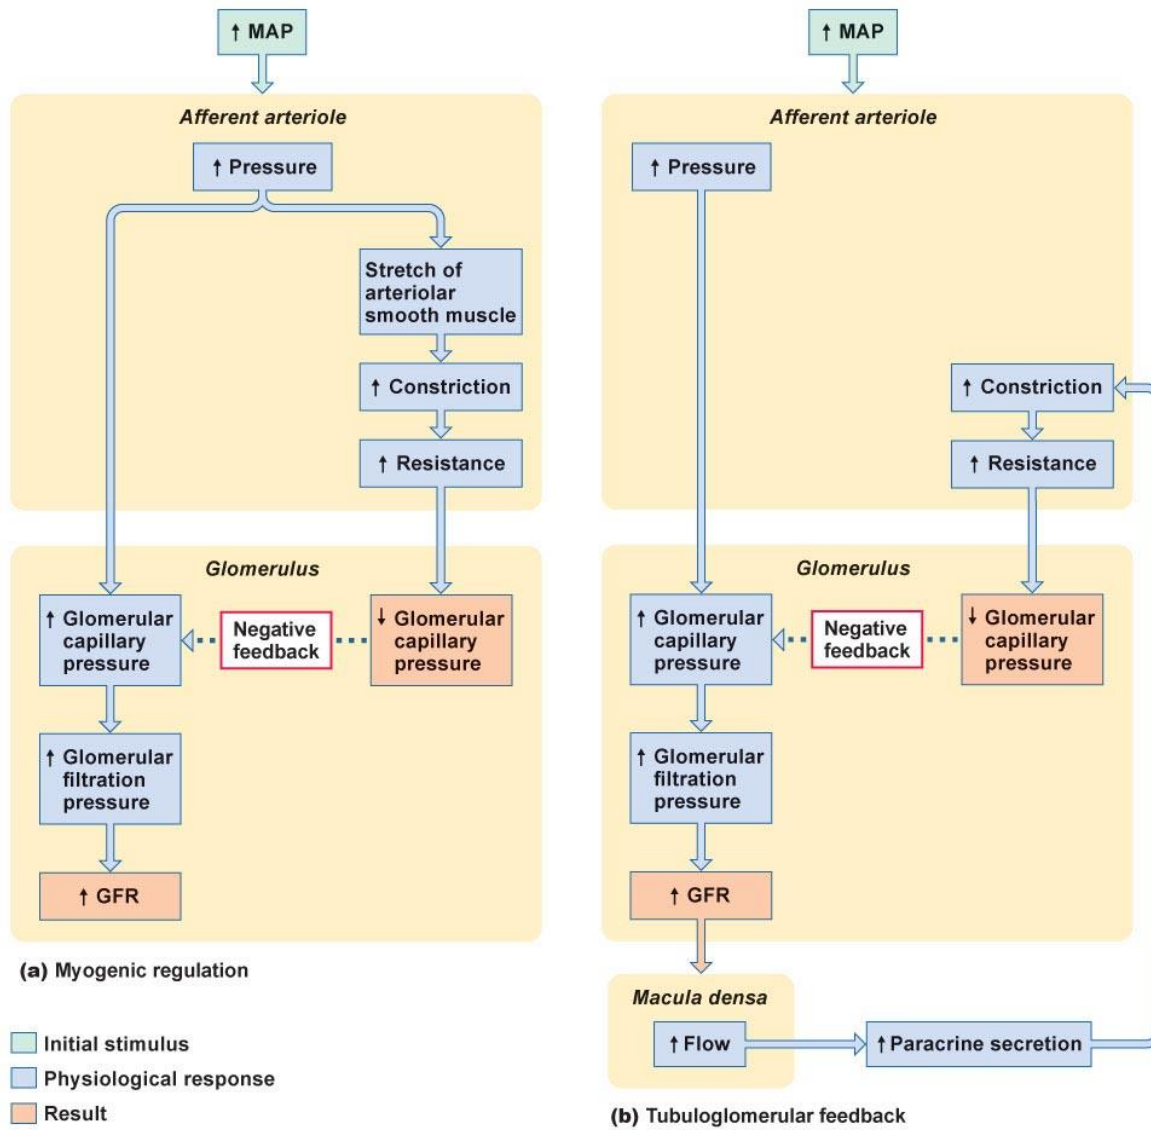 ↑ MAP
Afferent arteriole
↑ Pressure
Stretch of
arteriolar
smooth muscle
↑ Constriction
↑ Resistance
Glomerulus
↑ Glomerular
capillary
pressure
Negative
feedback
↓ Glomerular
capillary
pressure
↑ Glomerular
filtration
pressure
↑ GFR
(a) Myogenic regulation
Initial stimulus
Physiological response
Result
↑ MAP
Afferent arteriole
↑ Pressure
↑ Constriction
↑ Resistance
Glomerulus
↑ Glomerular
capillary
pressure
Negative
feedback
↓ Glomerular
capillary
pressure
↑ Glomerular
filtration
pressure
↑ GFR
Macula densa
↑ Flow
↑ Paracrine secretion
(b) Tubuloglomerular feedback